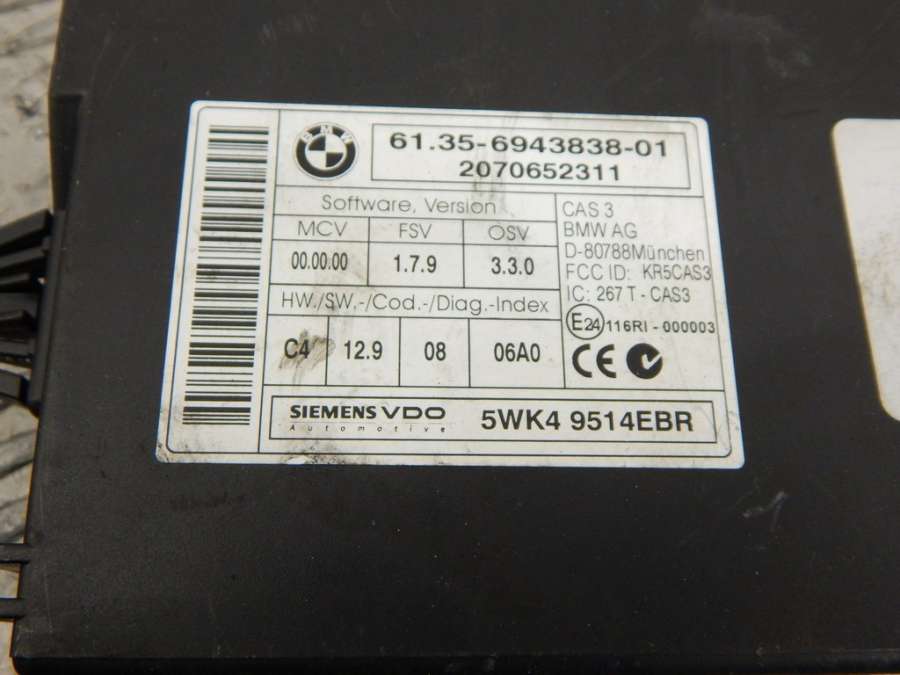 BMW
61.35-6943838-01
2070652311
Software, Version
MCV FSV OSV
00.00.00 1.7.9 3.3.0
HW./SW.-/Cod.-/Diag.-Index
C4 12.9 08 06A0
CAS 3
BMW AG
D-80788München
FCC ID: KR5CAS3
IC: 267 T - CAS3
E24 116RI - 000003
CE
SIEMENS VDO
Automotive
5WK4 9514EBR